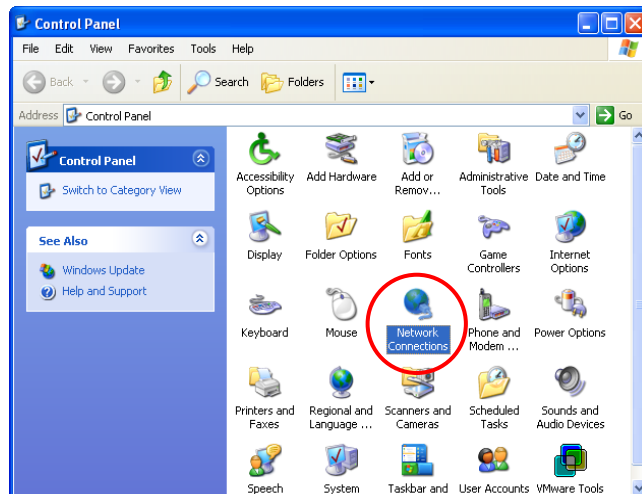 Control Panel
File Edit View Favorites Tools Help
Back Search Folders
Address Control Panel Go
Control Panel
Switch to Category View
See Also
Windows Update
Help and Support
Accessibility Options
Add Hardware
Add or Remov...
Administrative Tools
Date and Time
Display
Folder Options
Fonts
Game Controllers
Internet Options
Keyboard
Mouse
Network Connections
Phone and Modem ...
Power Options
Printers and Faxes
Regional and Language ...
Scanners and Cameras
Scheduled Tasks
Sounds and Audio Devices
Speech
System
Taskbar and
User Accounts
VMware Tools